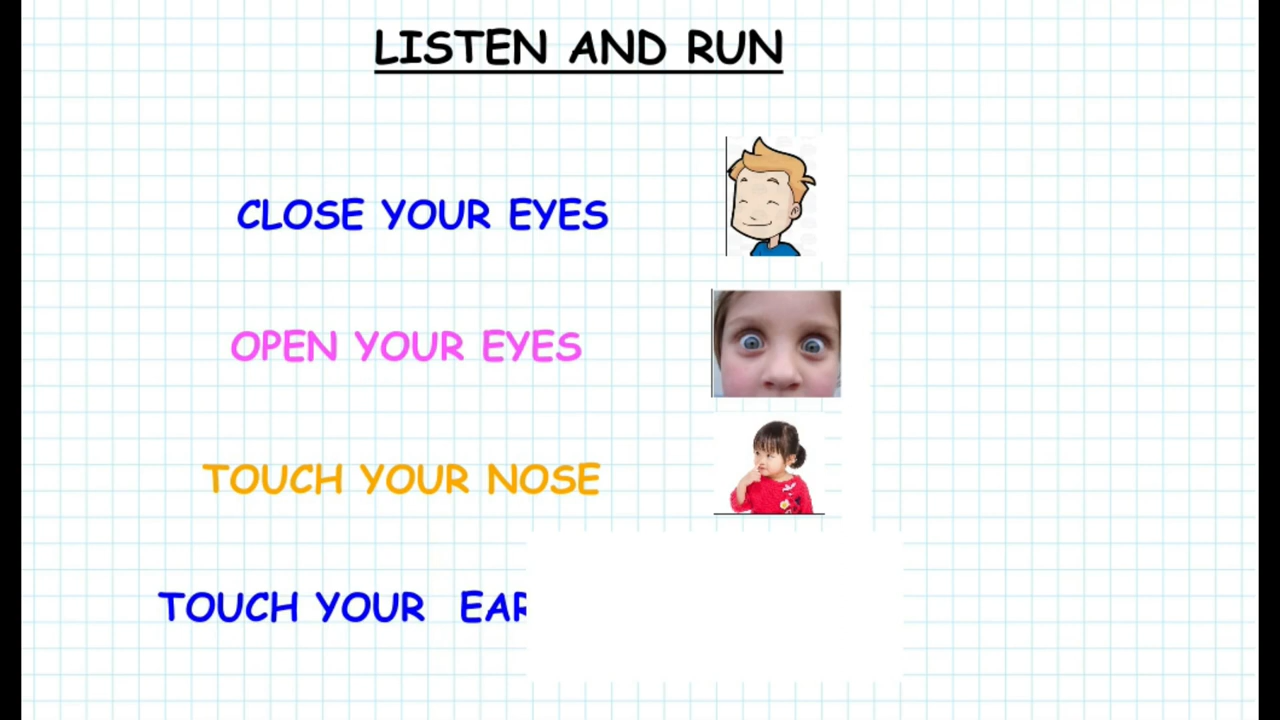 LISTEN AND RUN
CLOSE YOUR EYES
OPEN YOUR EYES
TOUCH YOUR NOSE
TOUCH YOUR EAR